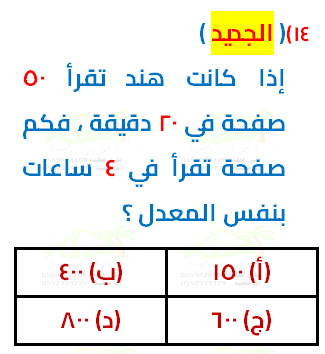 ١٤)( الجديد )
إذا كانت هند تقرأ ٥٠
صفحة في ٢٠ دقيقة ، فكم
صفحة تقرأ في ٤ ساعات
بنفس المعدل ؟
(أ) ١٥٠
(ب) ٤٠٠
(ج) ٦٠٠
(د) ٨٠٠